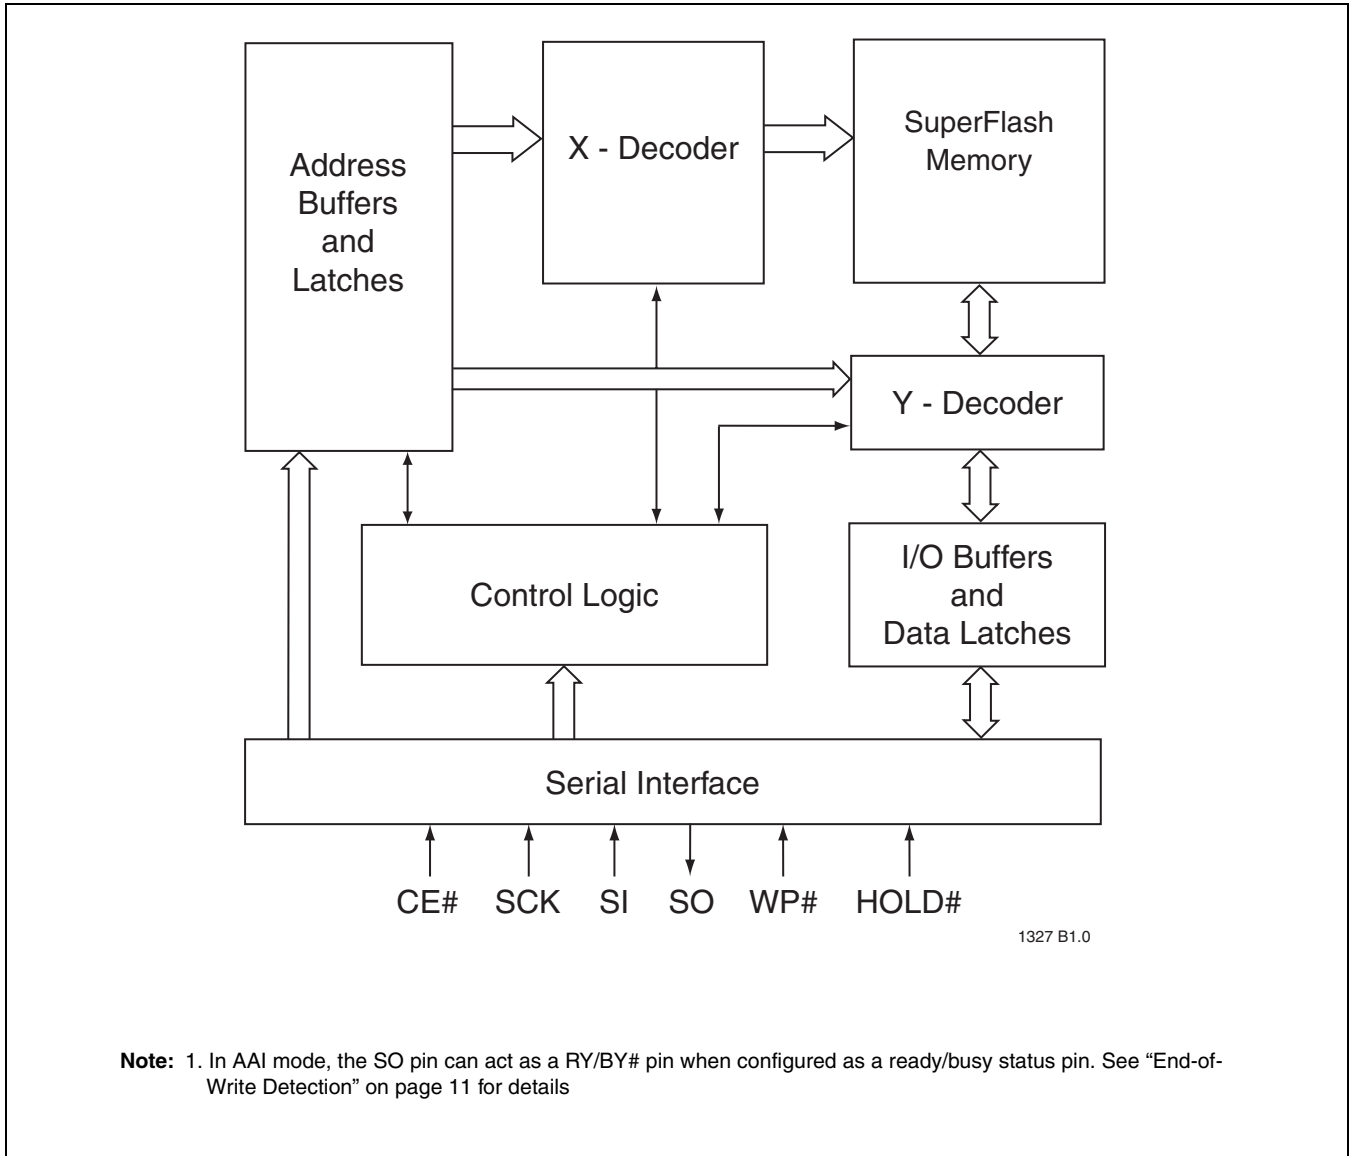 Address
Buffers
and
Latches
X - Decoder
SuperFlash
Memory
Y - Decoder
Control Logic
I/O Buffers
and
Data Latches
Serial Interface
CE# SCK SI SO WP# HOLD#
1327 B1.0
Note: 1. In AAI mode, the SO pin can act as a RY/BY# pin when configured as a ready/busy status pin. See “End-of-
Write Detection” on page 11 for details